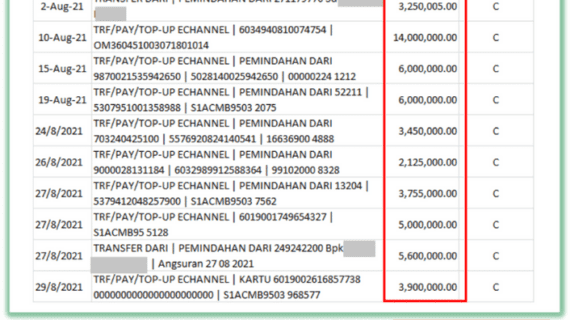 2-Aug-21 3,250,005.00 C
10-Aug-21 TRF/PAY/TOP-UP ECHANNEL | 6034940810074754 | 14,000,000.00 C
OM360451003071801014
15-Aug-21 TRF/PAY/TOP-UP ECHANNEL | PEMINDAHAN DARI 6,000,000.00 C
9870021535942650 | 5028140025942650 | 00000224 1212
19-Aug-21 TRF/PAY/TOP-UP ECHANNEL | PEMINDAHAN DARI 52211 | 6,000,000.00 C
5307951001358988 | S1ACMB9503 2075
24/8/2021 TRF/PAY/TOP-UP ECHANNEL | PEMINDAHAN DARI 3,450,000.00 C
703240425100 | 5576920824140541 | 16636900 4888
26/8/2021 TRF/PAY/TOP-UP ECHANNEL | PEMINDAHAN DARI 2,125,000.00 C
9000028131184 | 6032989912588364 | 99102000 8328
27/8/2021 TRF/PAY/TOP-UP ECHANNEL | PEMINDAHAN DARI 13204 | 3,755,000.00 C
5379412048257900 | S1ACMB9503 7562
27/8/2021 TRF/PAY/TOP-UP ECHANNEL | 6019001749654327 | 5,000,000.00 C
S1ACMB95 5128
27/8/2021 TRANSFER DARI | PEMINDAHAN DARI 249242200 Bpk 5,600,000.00 C
| Angsuran 27 08 2021
29/8/2021 TRF/PAY/TOP-UP ECHANNEL | KARTU 6019002616857738 3,900,000.00 C
0000000000000000000000 | S1ACMB9503 968577